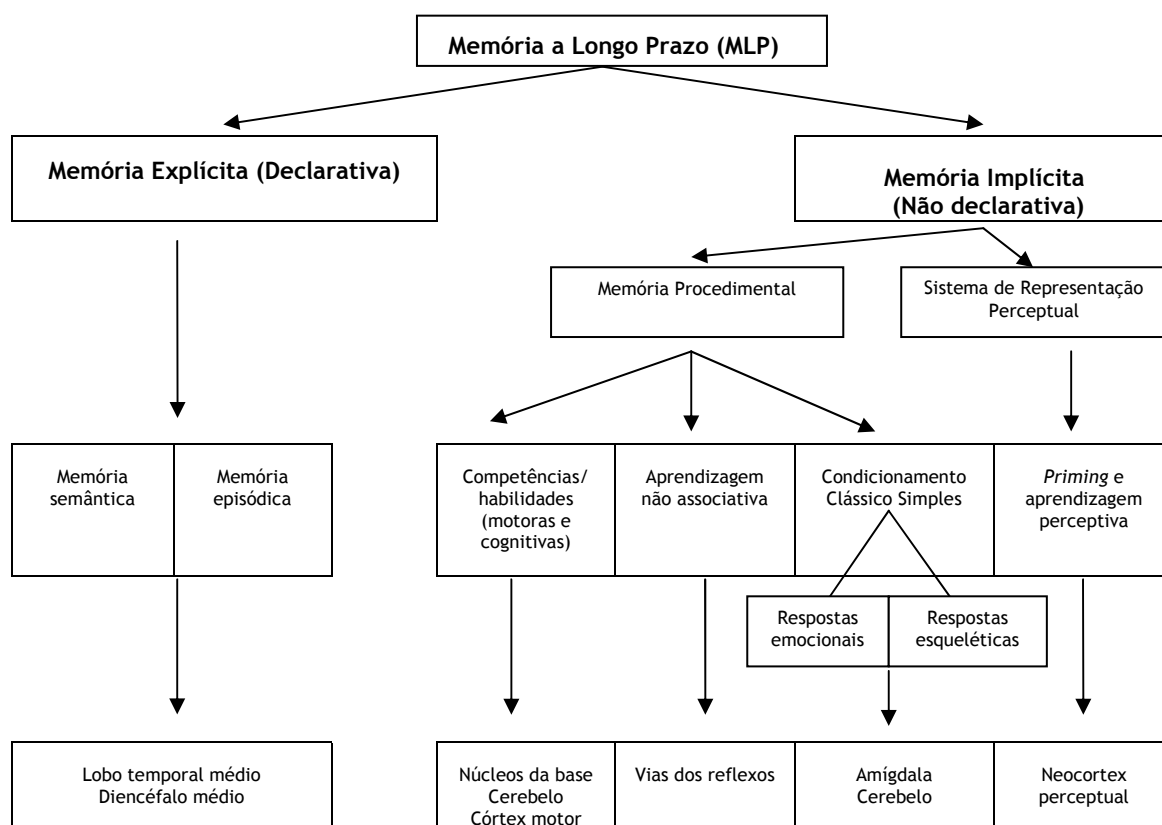 Memória a Longo Prazo (MLP)
Memória Explícita (Declarativa)
Memória Implícita
(Não declarativa)
Memória Procedimental
Sistema de Representação
Perceptual
Memória
semântica
Memória
episódica
Competências/
habilidades
(motoras e
cognitivas)
Aprendizagem
não associativa
Condicionamento
Clássico Simples
Priming e
aprendizagem
perceptiva
Respostas
emocionais
Respostas
esqueléticas
Lobo temporal médio
Diencéfalo médio
Núcleos da base
Cerebelo
Córtex motor
Vias dos reflexos
Amígdala
Cerebelo
Neocortex
perceptual